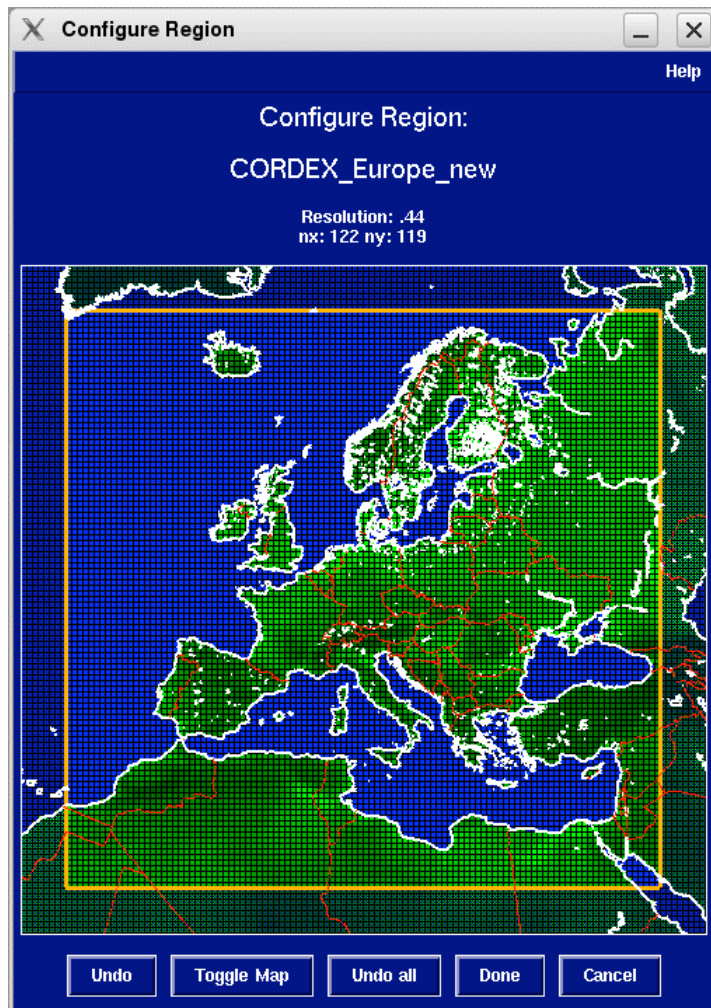 Configure Region
Help
Configure Region:
CORDEX_Europe_new
Resolution: .44
nx: 122 ny: 119
Undo
Toggle Map
Undo all
Done
Cancel